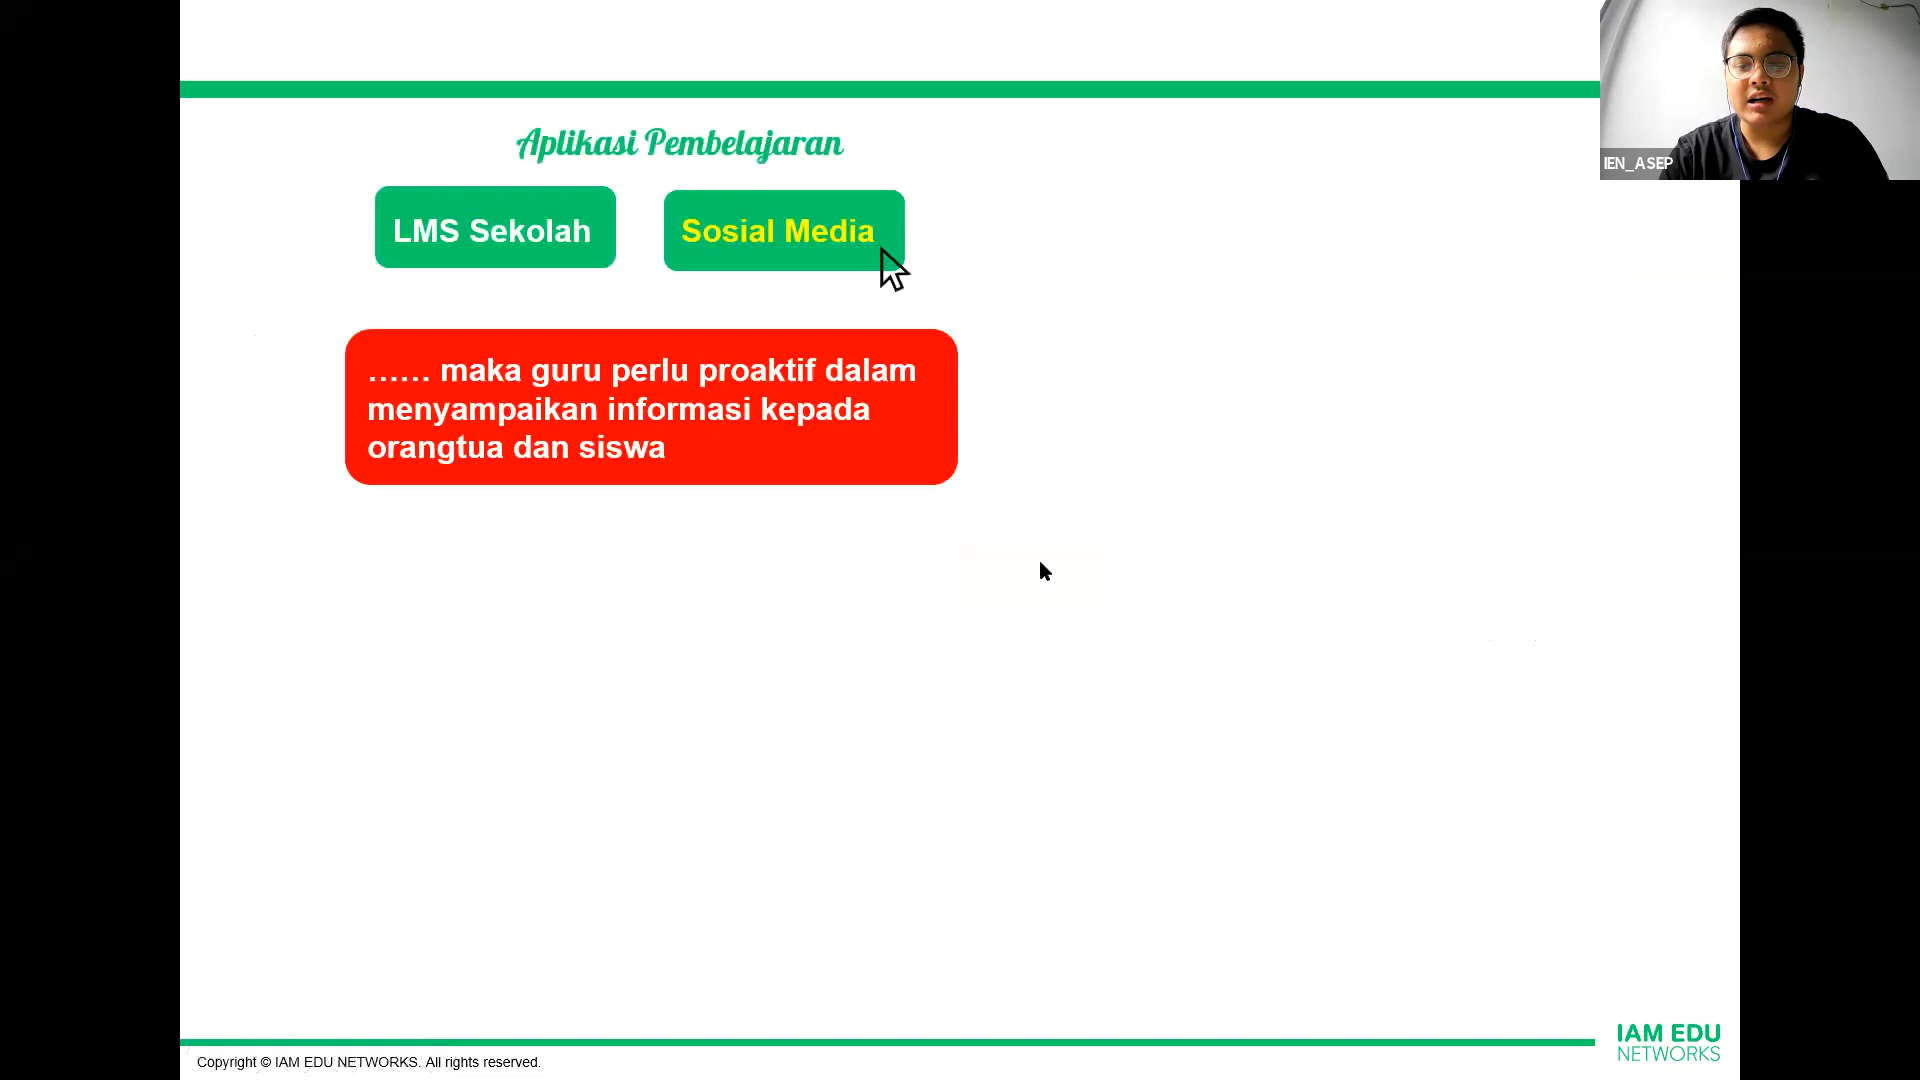 Aplikasi Pembelajaran
LMS Sekolah
Sosial Media
...... maka guru perlu proaktif dalam
menyampaikan informasi kepada
orangtua dan siswa
IEN_ASEP
Copyright © IAM EDU NETWORKS. All rights reserved.
IAM EDU
NETWORKS